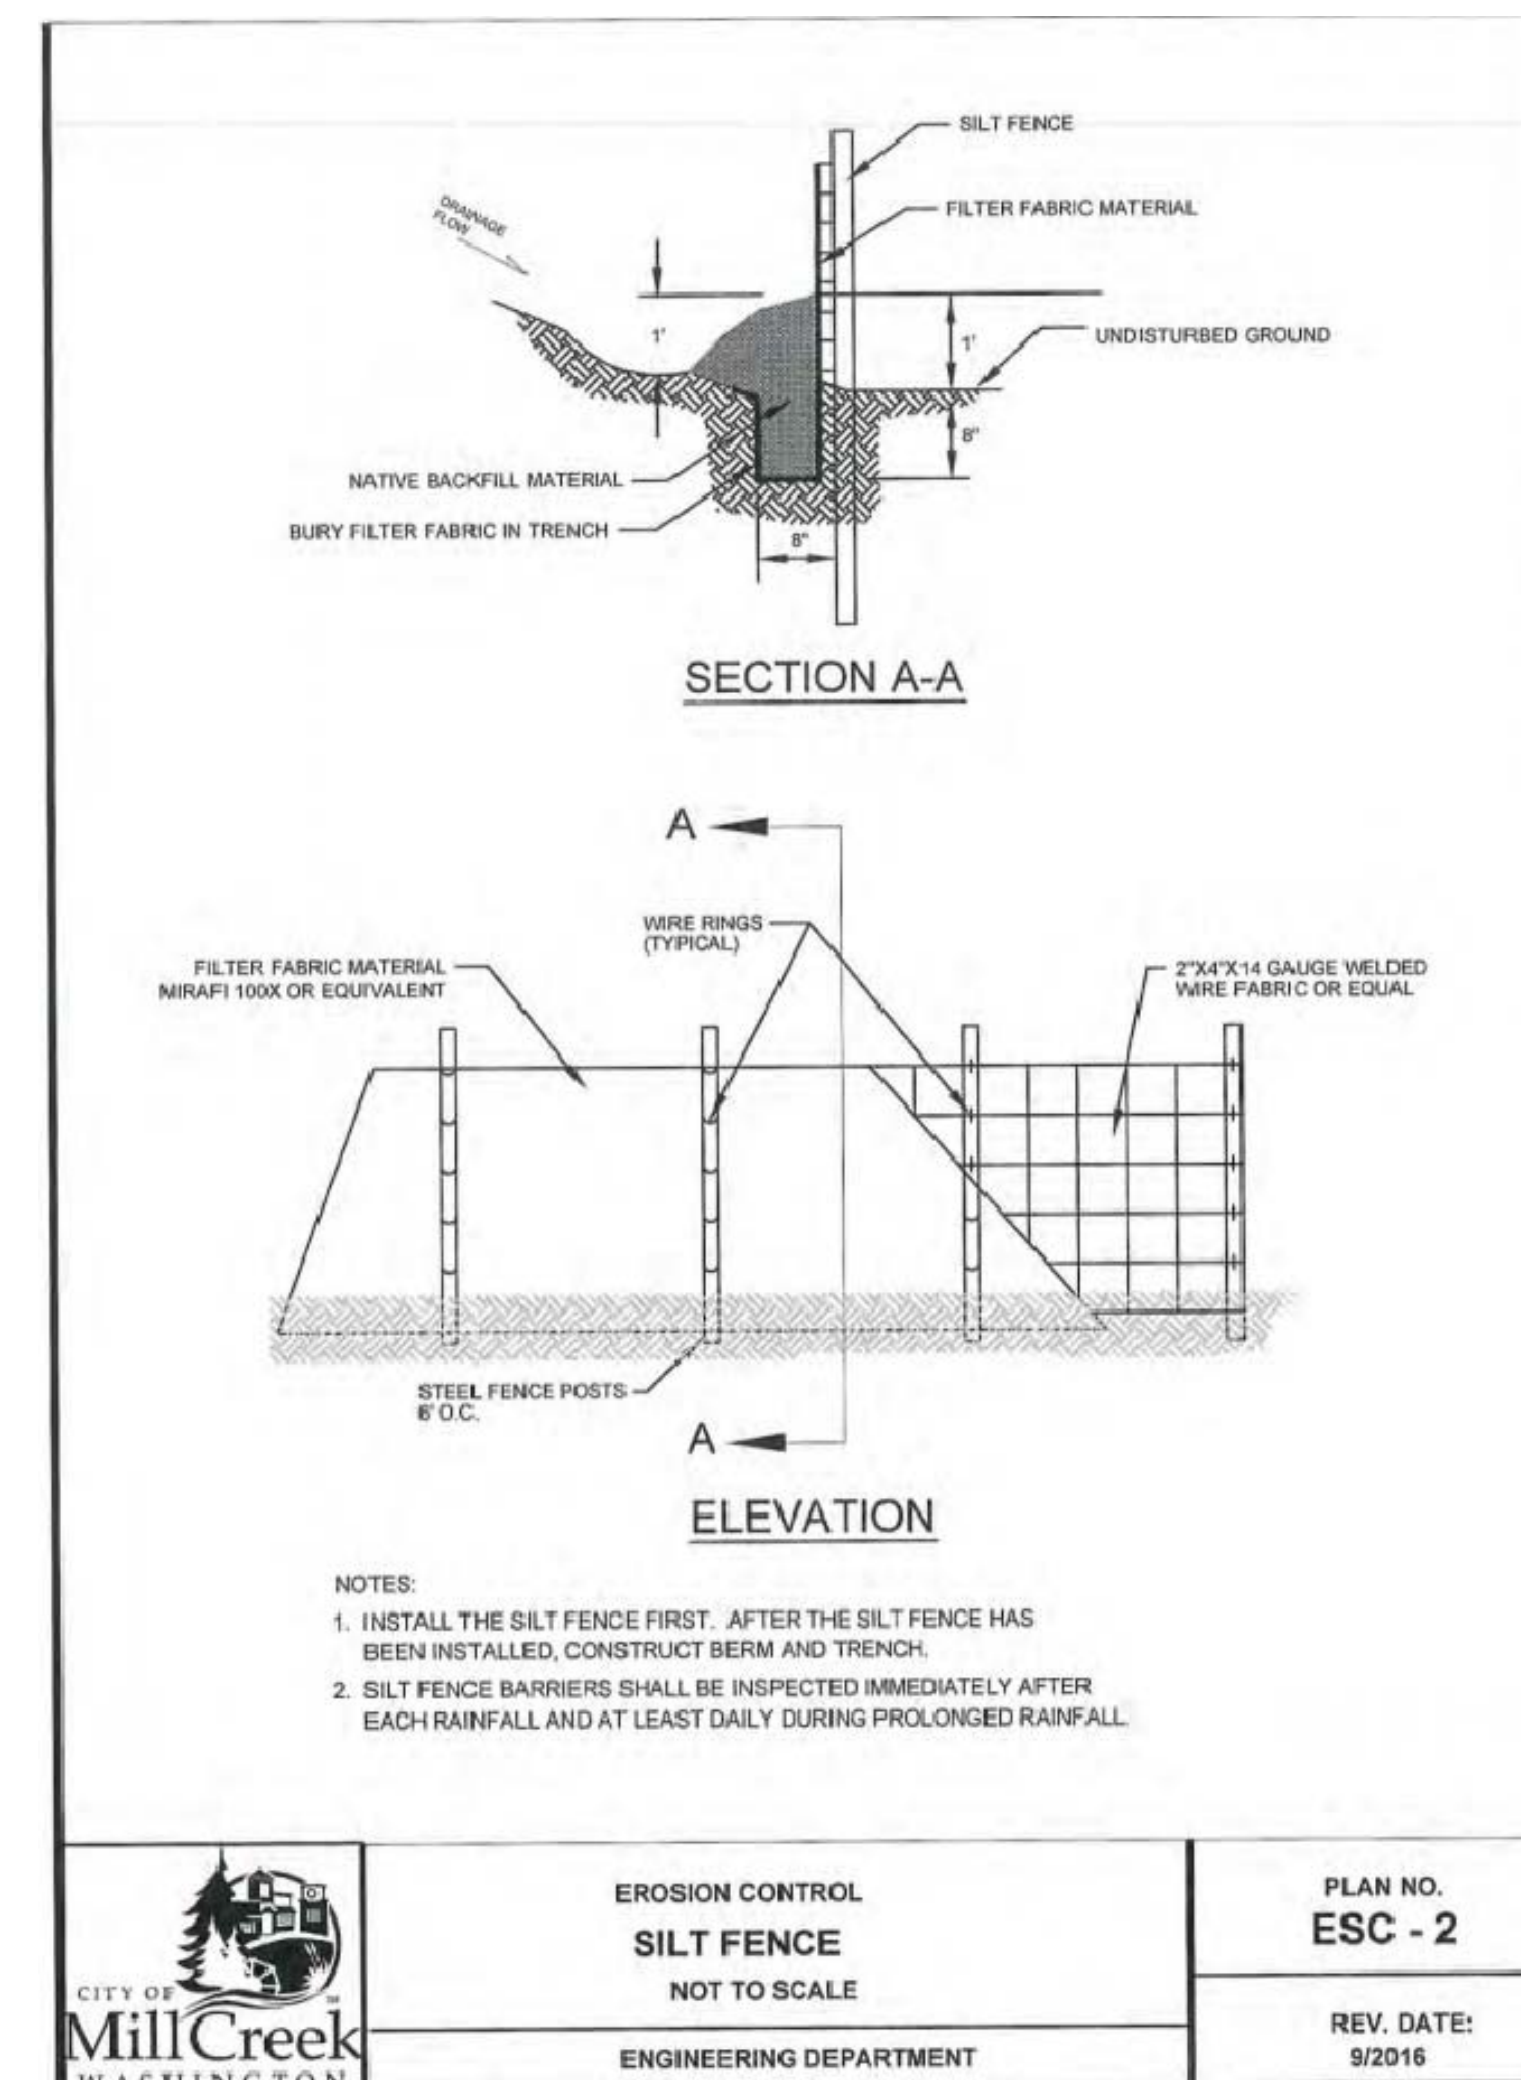 SILT FENCE
DRAINAGE
FLOW
FILTER FABRIC MATERIAL
1'
1'
UNDISTURBED GROUND
8"
NATIVE BACKFILL MATERIAL
BURY FILTER FABRIC IN TRENCH
8"
SECTION A-A
A
WIRE RINGS
(TYPICAL)
FILTER FABRIC MATERIAL
MIRAFI 100X OR EQUIVALENT
2"X4"X14 GAUGE WELDED
WIRE FABRIC OR EQUAL
STEEL FENCE POSTS
6' O.C.
A
ELEVATION
NOTES:
1. INSTALL THE SILT FENCE FIRST. AFTER THE SILT FENCE HAS
BEEN INSTALLED, CONSTRUCT BERM AND TRENCH.
2. SILT FENCE BARRIERS SHALL BE INSPECTED IMMEDIATELY AFTER
EACH RAINFALL AND AT LEAST DAILY DURING PROLONGED RAINFALL.
CITY OF
Mill Creek
WASHINGTON
EROSION CONTROL
SILT FENCE
NOT TO SCALE
ENGINEERING DEPARTMENT
PLAN NO.
ESC - 2
REV. DATE:
9/2016